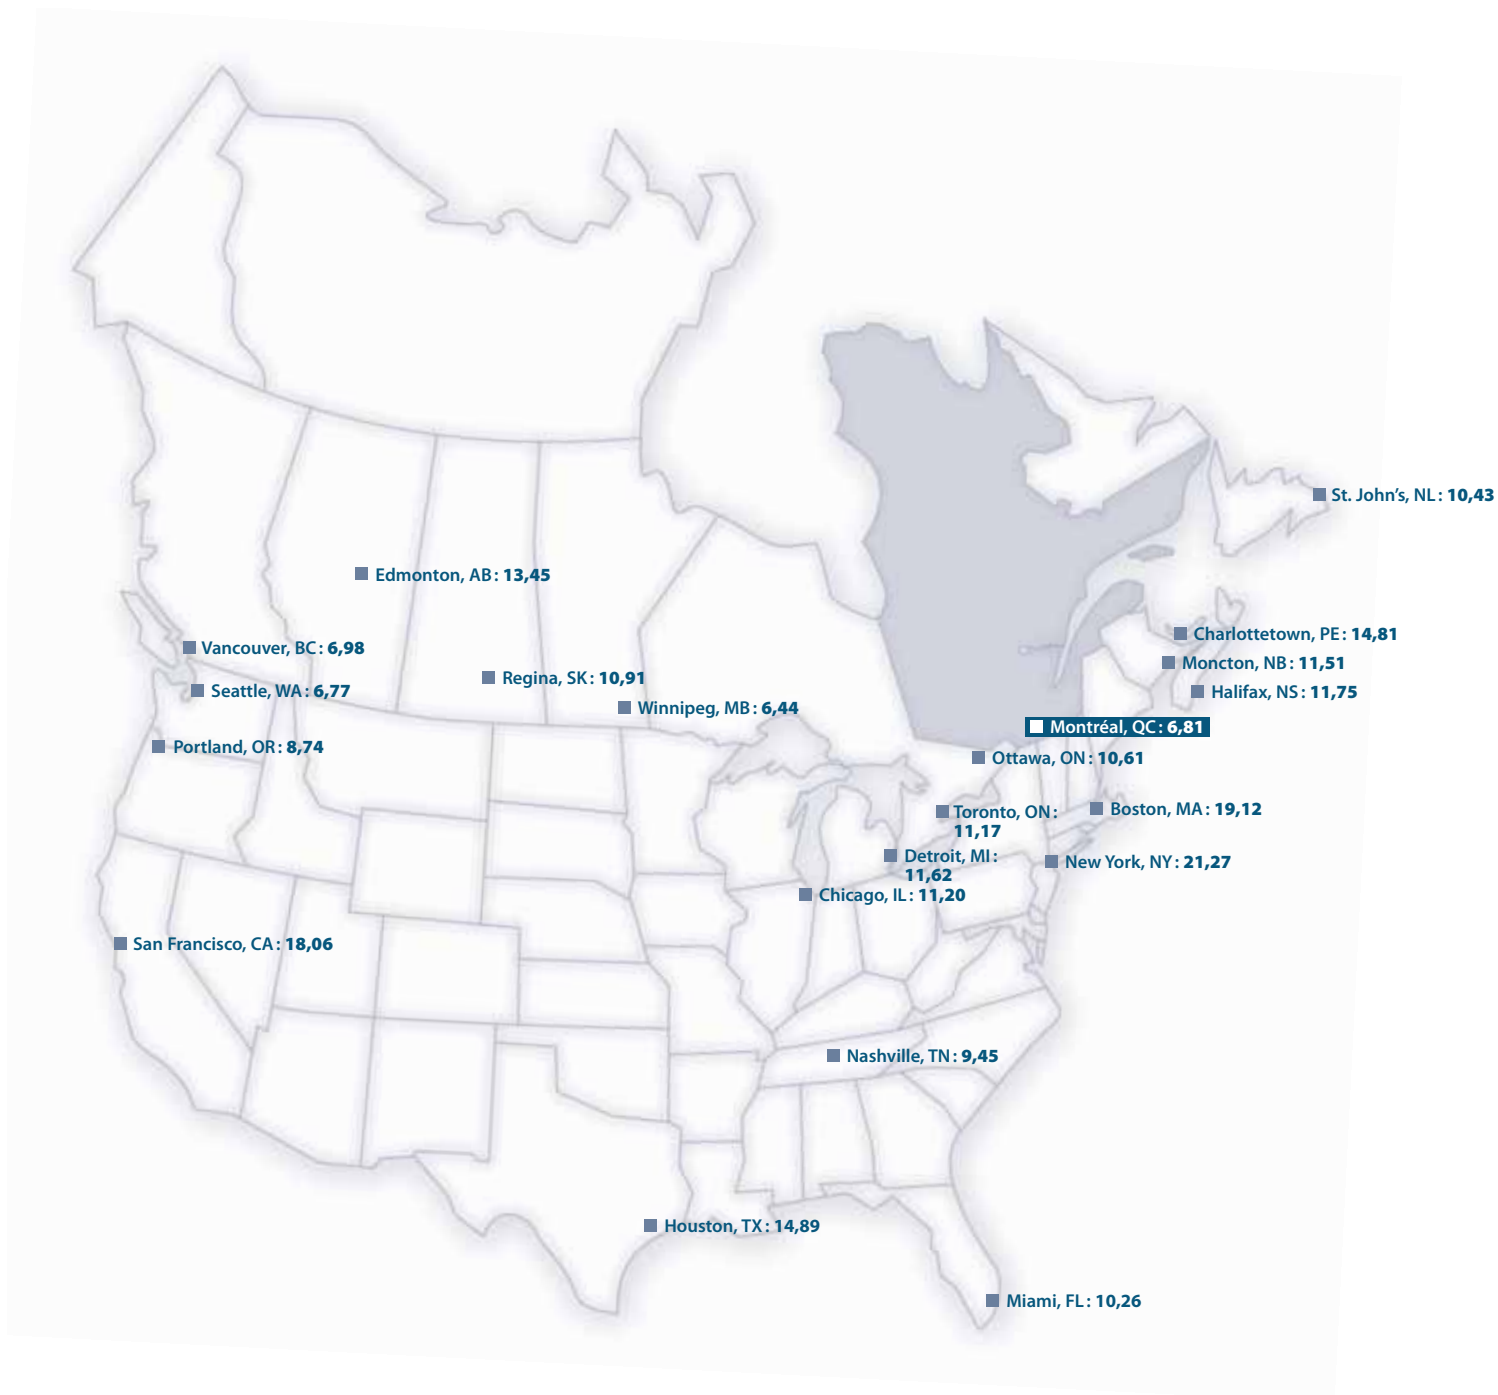 St. John’s, NL : 10,43
Edmonton, AB : 13,45
Charlottetown, PE : 14,81
Vancouver, BC : 6,98
Moncton, NB : 11,51
Regina, SK : 10,91
Seattle, WA : 6,77
Halifax, NS : 11,75
Winnipeg, MB : 6,44
Montréal, QC : 6,81
Portland, OR : 8,74
Ottawa, ON : 10,61
Boston, MA : 19,12
Toronto, ON :
11,17
Detroit, MI :
11,62
New York, NY : 21,27
Chicago, IL : 11,20
San Francisco, CA : 18,06
Nashville, TN : 9,45
Houston, TX : 14,89
Miami, FL : 10,26